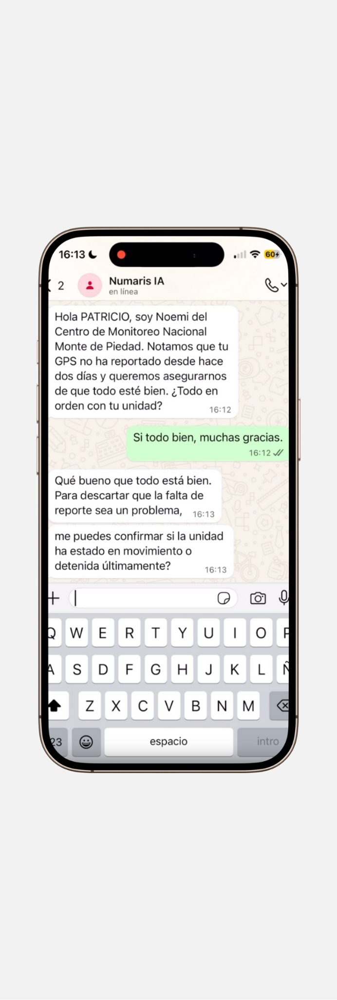 16:13
60
2
Numaris IA
en línea
Hola PATRICIO, soy Noemi del
Centro de Monitoreo Nacional
Monte de Piedad. Notamos que tu
GPS no ha reportado desde hace
dos días y queremos asegurarnos
de que todo esté bien. ¿Todo en
orden con tu unidad?
16:12
Si todo bien, muchas gracias.
16:12
Qué bueno que todo está bien.
Para descartar que la falta de
reporte sea un problema,
16:13
me puedes confirmar si la unidad
ha estado en movimiento o
detenida últimamente?
16:13
Q W E R T Y U I O P
A S D F G H J K L Ñ
Z X C V B N M
23 espacio intro